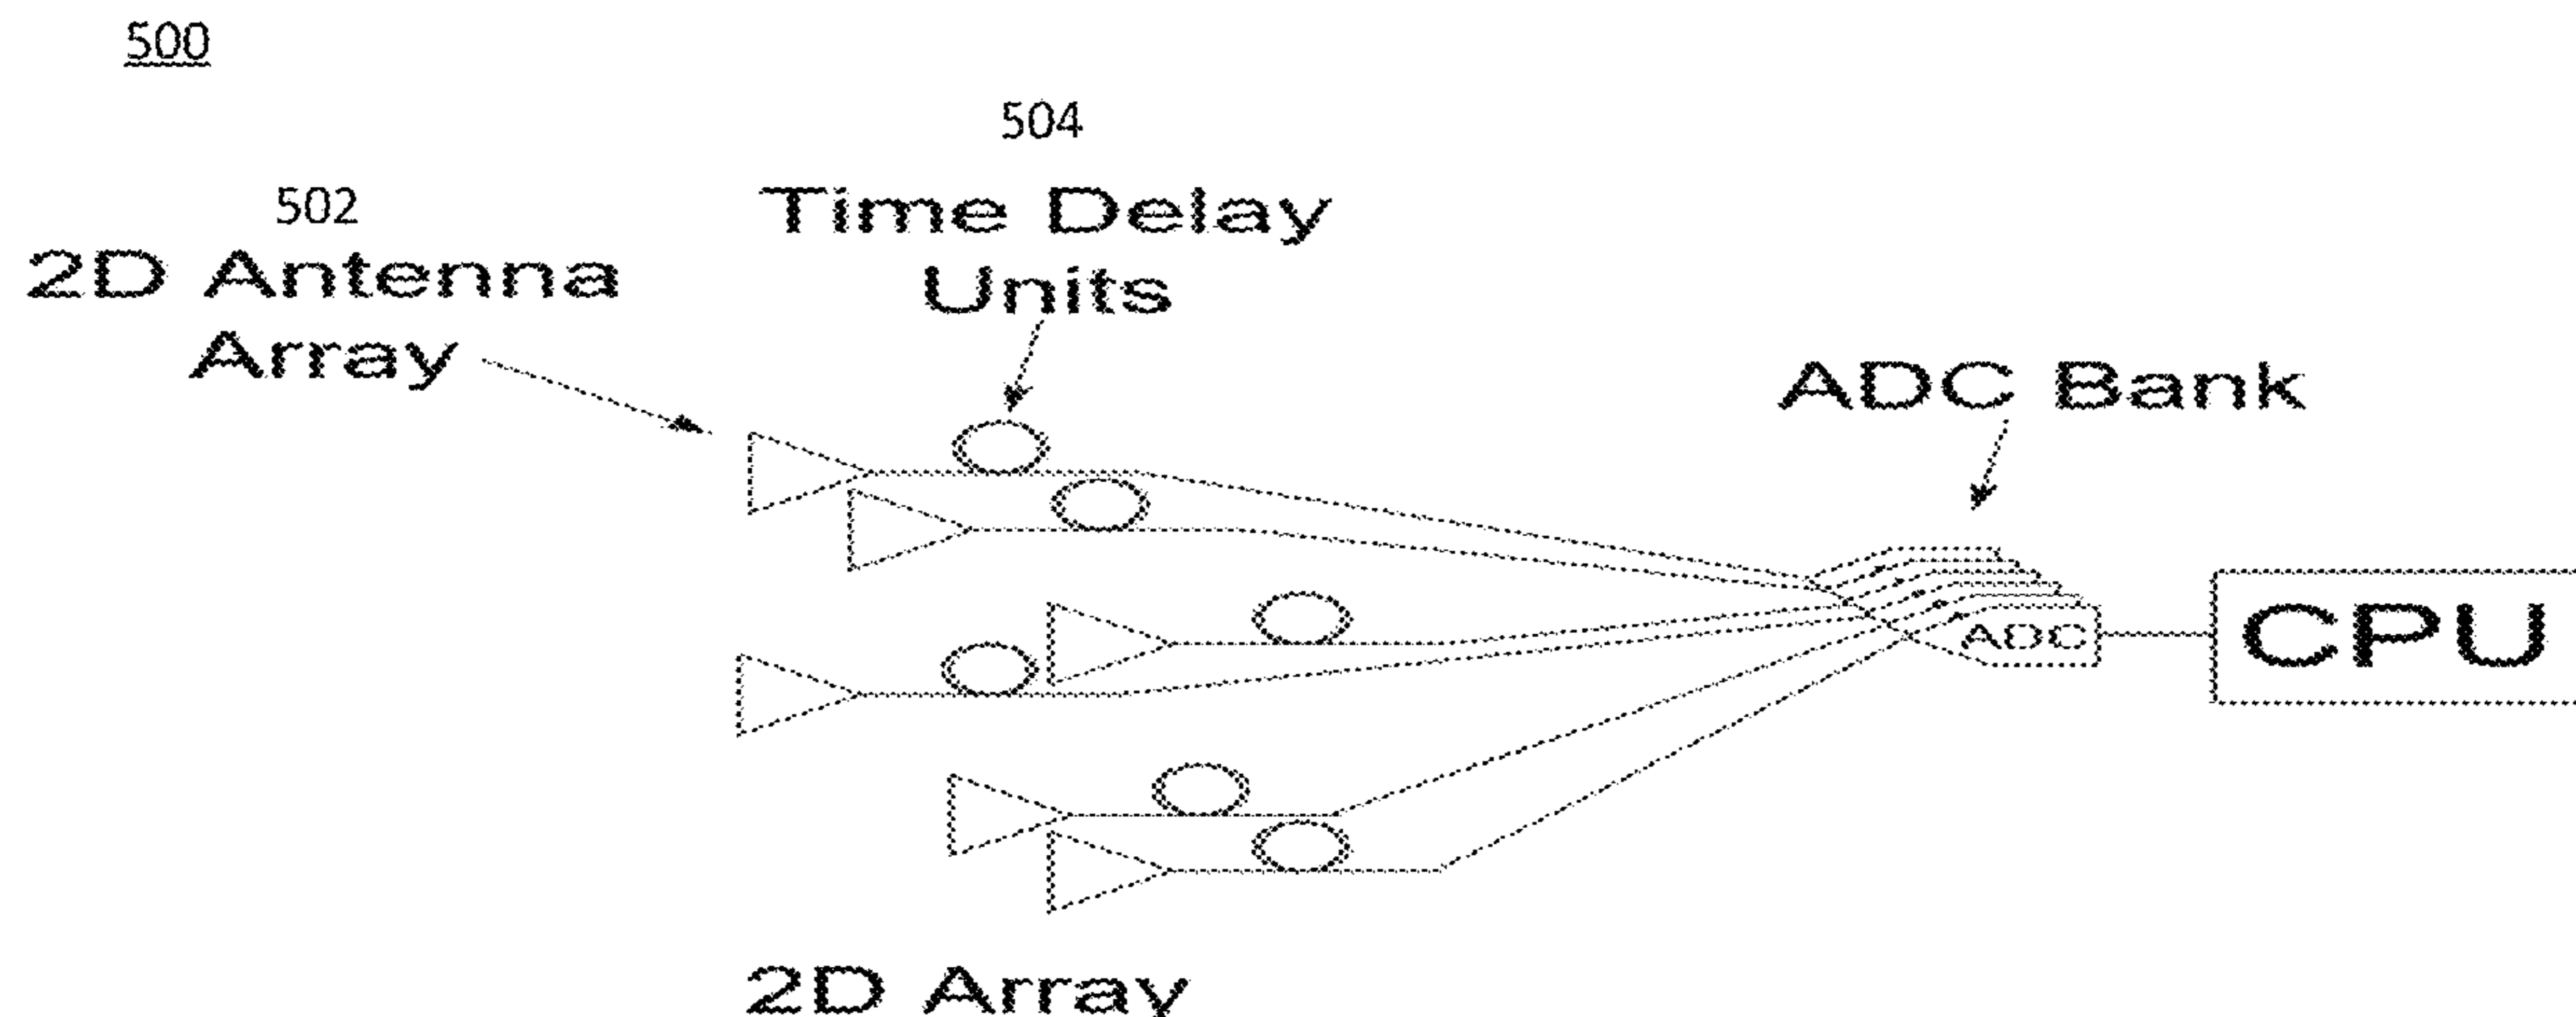 500
504
Time Delay
Units
502
2D Antenna
Array
ADC Bank
ADC
CPU
2D Array